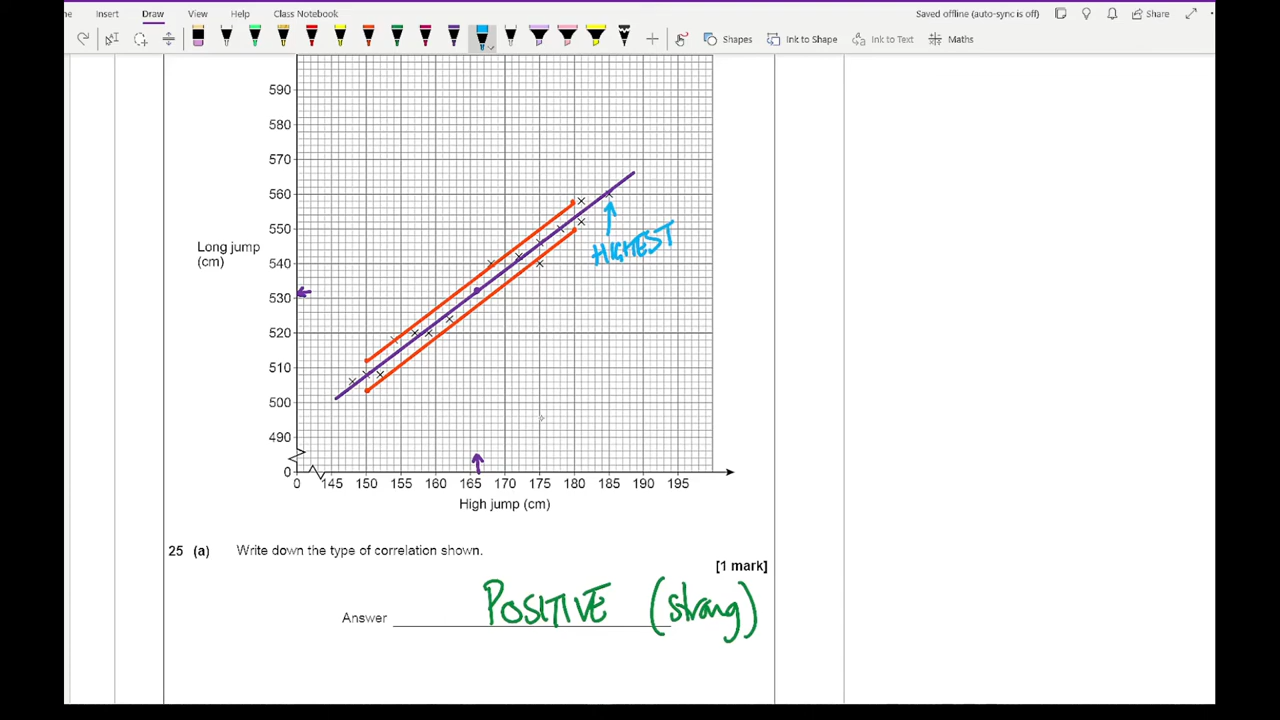 Insert Draw View Help Class Notebook Saved offline (auto-sync is off) Share
Shapes Ink to Shape Ink to Text Maths
590
580
570
560
550
Long jump
(cm)
540
530
520
510
500
490
0
HIGHEST
0 145 150 155 160 165 170 175 180 185 190 195
High jump (cm)
25 (a) Write down the type of correlation shown.
[1 mark]
Answer POSITIVE (strong)